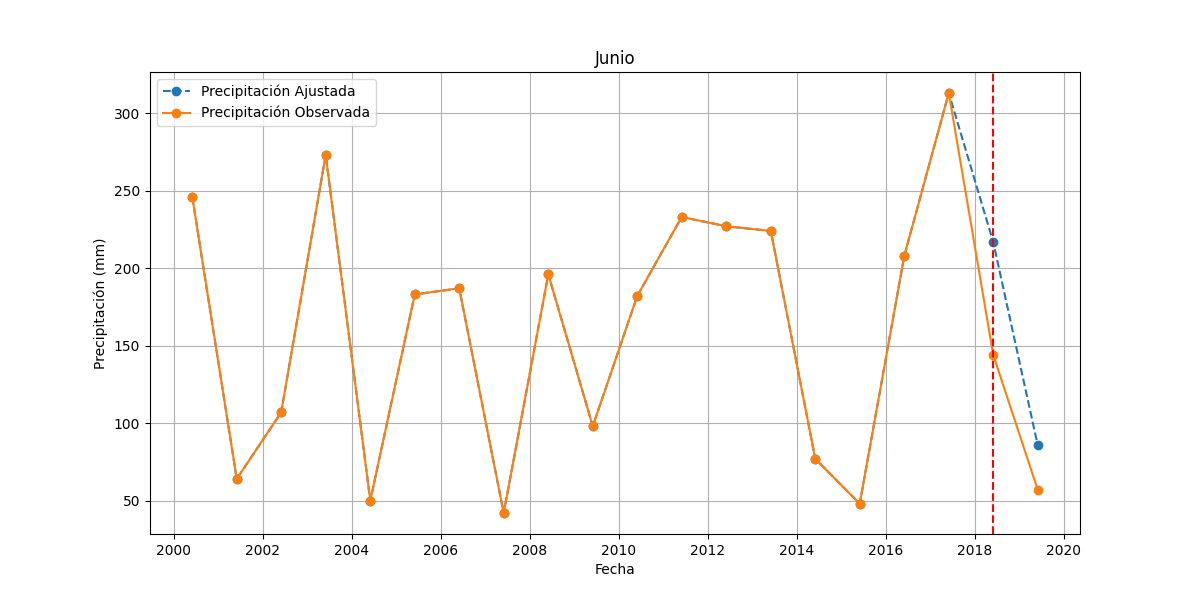 Junio
Precipitación Ajustada
Precipitación Observada
Precipitación (mm)
300
250
200
150
100
50
2000 2002 2004 2006 2008 2010 2012 2014 2016 2018 2020
Fecha